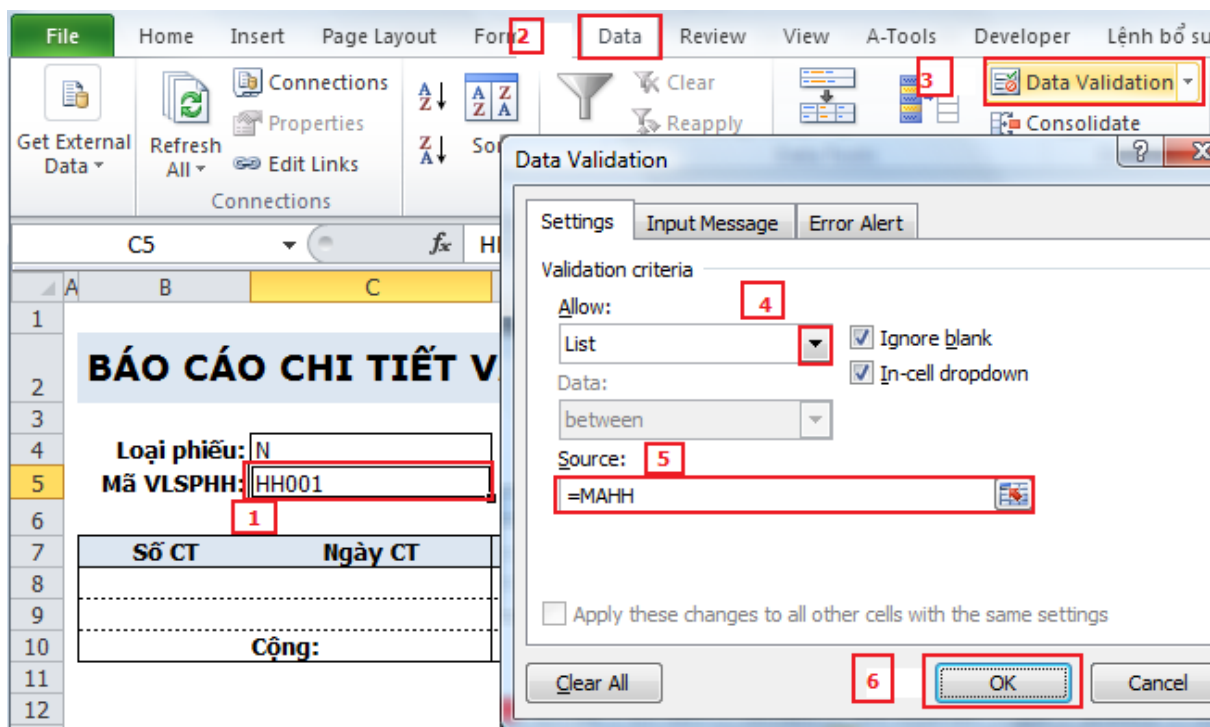 File Home Insert Page Layout Form 2 Data Review View A-Tools Developer Lệnh bổ su
Get External Data
Refresh All
Connections
Properties
Edit Links
Connections
A Z
Z A
A Z
Z A
Sor
Clear
Reapply
3
Data Validation
Consolidate
C5
fx
HH
A B C
1
2
3
4
5
6
7
8
9
10
11
12
BÁO CÁO CHI TIẾT V
Loại phiếu: N
Mã VLSPHH: HH001
1
Số CT Ngày CT
Cộng:
Data Validation
?
Settings Input Message Error Alert
Validation criteria
Allow:
4
List
Ignore blank
Data:
In-cell dropdown
between
Source: 5
=MAHH
Apply these changes to all other cells with the same settings
Clear All
6
OK
Cancel